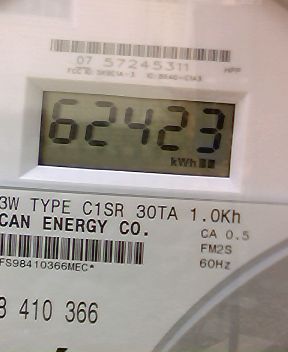 07 57245311
62423
kWh
3W TYPE C1SR 30TA 1.0Kh
CAN ENERGY CO.
CA 0.5
FM2S
60Hz
FS98410366MEC*
8 410 366